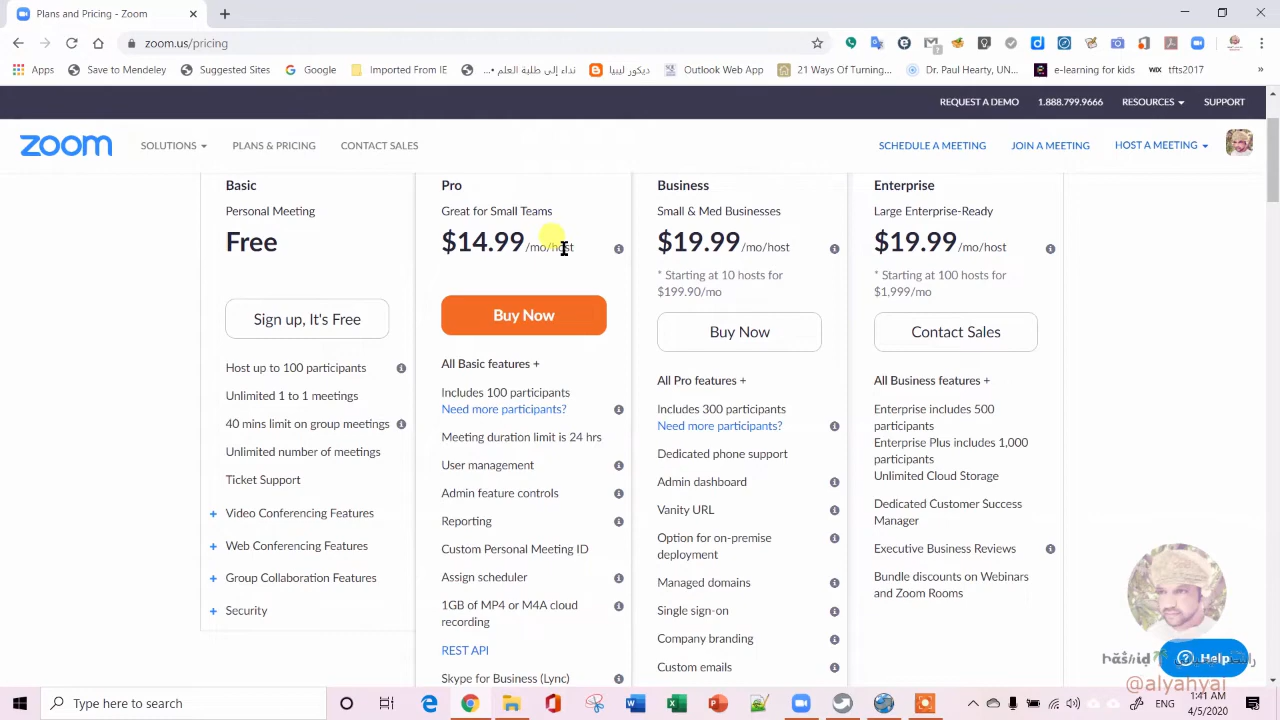 Plans and Pricing - Zoom
zoom.us/pricing
Apps
Save to Mendeley
Suggested Sites
Google
Imported From IE
نداء إلى طلبة العلم •...
ديكور ليبيا
Outlook Web App
21 Ways Of Turning...
Dr. Paul Hearty, UN...
e-learning for kids
WIX
tfts2017
»
REQUEST A DEMO
1.888.799.9666
RESOURCES
SUPPORT
zoom
SOLUTIONS
PLANS & PRICING
CONTACT SALES
SCHEDULE A MEETING
JOIN A MEETING
HOST A MEETING
Basic
Personal Meeting
Free
Sign up, It's Free
Host up to 100 participants
Unlimited 1 to 1 meetings
40 mins limit on group meetings
Unlimited number of meetings
Ticket Support
+ Video Conferencing Features
+ Web Conferencing Features
+ Group Collaboration Features
+ Security
Pro
Great for Small Teams
$14.99/mo/host
Buy Now
All Basic features +
Includes 100 participants
Need more participants?
Meeting duration limit is 24 hrs
User management
Admin feature controls
Reporting
Custom Personal Meeting ID
Assign scheduler
1GB of MP4 or M4A cloud
recording
REST API
Skype for Business (Lync)
Business
Small & Med Businesses
$19.99/mo/host
* Starting at 10 hosts for
$199.90/mo
Buy Now
All Pro features +
Includes 300 participants
Need more participants?
Dedicated phone support
Admin dashboard
Vanity URL
Option for on-premise
deployment
Managed domains
Single sign-on
Company branding
Custom emails
Enterprise
Large Enterprise-Ready
$19.99/mo/host
* Starting at 100 hosts for
$1,999/mo
Contact Sales
All Business features +
Enterprise includes 500
participants
Enterprise Plus includes 1,000
participants
Unlimited Cloud Storage
Dedicated Customer Success
Manager
Executive Business Reviews
Bundle discounts on Webinars
and Zoom Rooms
Help
@alyahyai
Type here to search
1:41 AM
4/5/2020